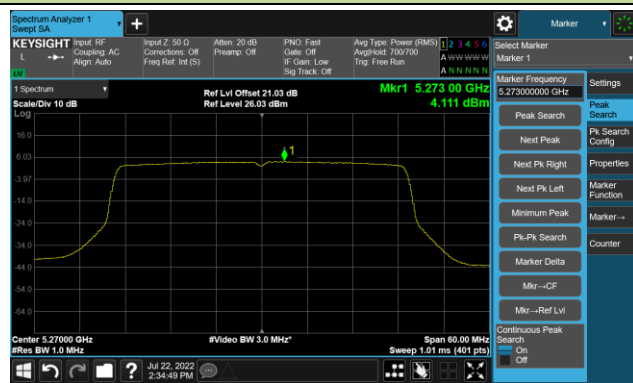 Spectrum Analyzer 1
Swept SA
Marker
KEYSIGHT
L
LXI
Input: RF
Coupling: AC
Align: Auto
Input Z: 50 Ω
Corrections: Off
Freq Ref: Int (S)
Atten: 20 dB
Preamp: Off
PNO: Fast
Gate: Off
IF Gain: Low
Sig Track: Off
Avg Type: Power (RMS)
Avg|Hold: 700/700
Trig: Free Run
1 2 3 4 5 6
A W W W W W
A N N N N N
Select Marker
Marker 1
1 Spectrum
Scale/Div 10 dB
Log
Ref Lvl Offset 21.03 dB
Ref Level 26.03 dBm
Mkr1 5.273 00 GHz
4.111 dBm
1
16.0
6.03
-3.97
-14.0
-24.0
-34.0
-44.0
-54.0
-64.0
Center 5.27000 GHz
#Res BW 1.0 MHz
#Video BW 3.0 MHz*
Span 60.00 MHz
Sweep 1.01 ms (401 pts)
Marker Frequency
5.273000000 GHz
Peak Search
Next Peak
Next Pk Right
Next Pk Left
Minimum Peak
Pk-Pk Search
Marker Delta
Mkr→CF
Mkr→Ref Lvl
Continuous Peak
Search
On
Off
Settings
Peak
Search
Pk Search
Config
Properties
Marker
Function
Marker→
Counter
?
Jul 22, 2022
2:34:49 PM